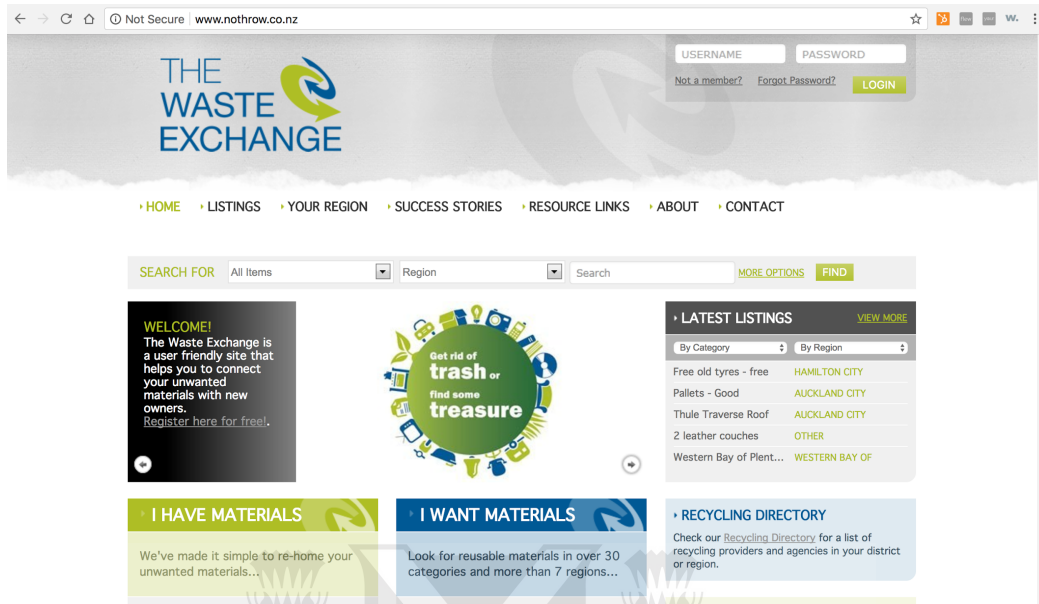 Not Secure www.nothrow.co.nz
w.
THE
WASTE
EXCHANGE
USERNAME PASSWORD
Not a member? Forgot Password? LOGIN
HOME LISTINGS YOUR REGION SUCCESS STORIES RESOURCE LINKS ABOUT CONTACT
SEARCH FOR All Items Region Search MORE OPTIONS FIND
WELCOME!
The Waste Exchange is
a user friendly site that
helps you to connect
your unwanted
materials with new
owners.
Register here for free!.
Get rid of
trash or
find some
treasure
LATEST LISTINGS VIEW MORE
By Category By Region
Free old tyres - free HAMILTON CITY
Pallets - Good AUCKLAND CITY
Thule Traverse Roof AUCKLAND CITY
2 leather couches OTHER
Western Bay of Plent... WESTERN BAY OF
I HAVE MATERIALS
We've made it simple to re-home your
unwanted materials...
I WANT MATERIALS
Look for reusable materials in over 30
categories and more than 7 regions...
RECYCLING DIRECTORY
Check our Recycling Directory for a list of
recycling providers and agencies in your district
or region.